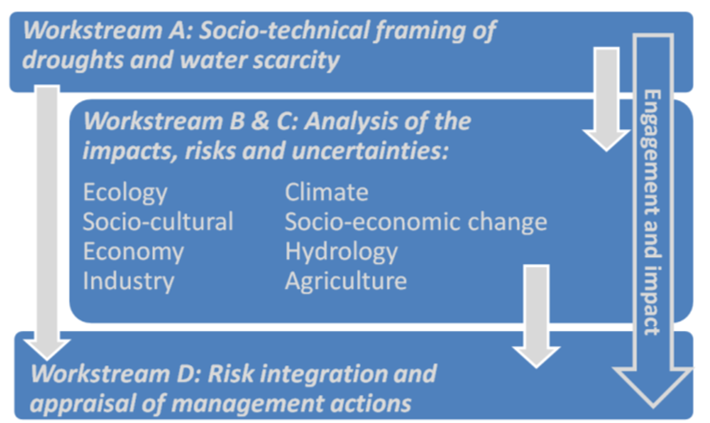 Workstream A: Socio-technical framing of
droughts and water scarcity
Workstream B & C: Analysis of the
impacts, risks and uncertainties:
Ecology
Socio-cultural
Economy
Industry
Climate
Socio-economic change
Hydrology
Agriculture
Engagement and impact
Workstream D: Risk integration and
appraisal of management actions